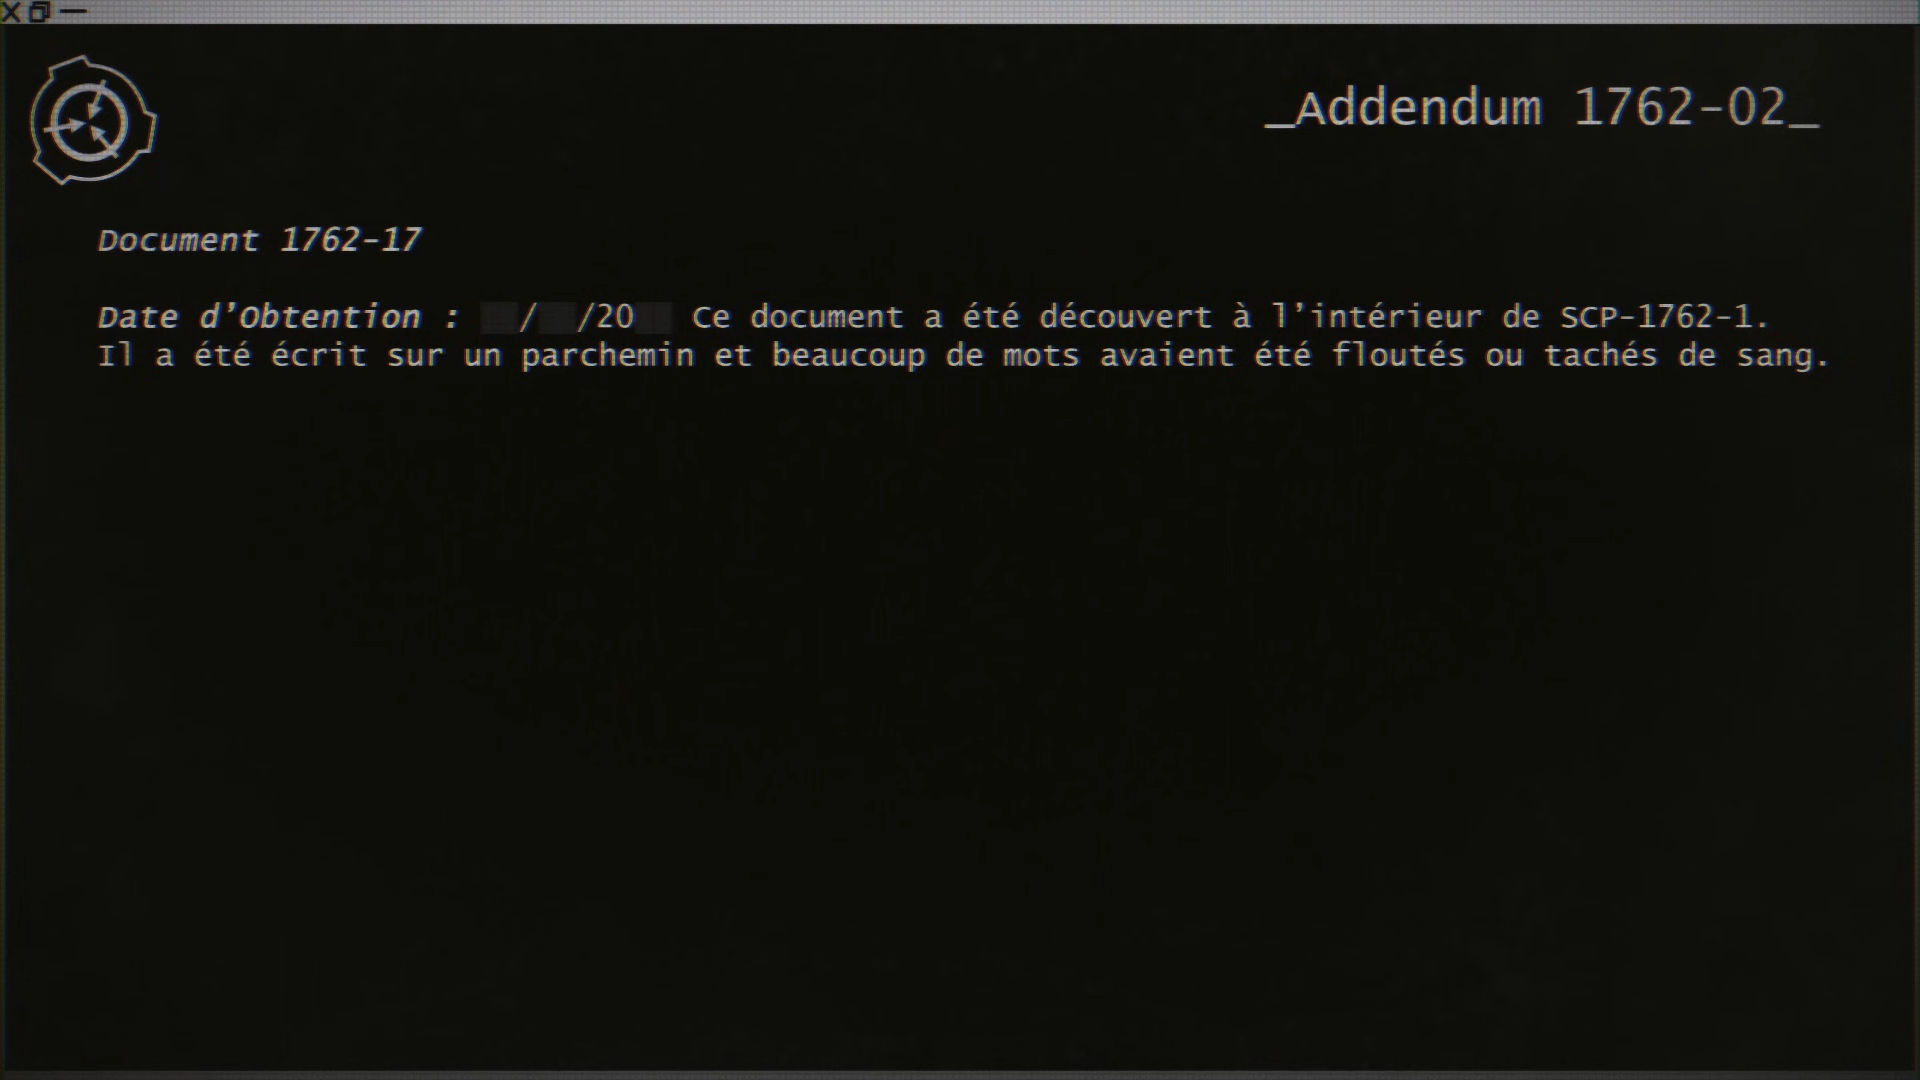 _Addendum 1762-02_
Document 1762-17
Date d’Obtention : ██/██/20██ Ce document a été découvert à l’intérieur de SCP-1762-1.
Il a été écrit sur un parchemin et beaucoup de mots avaient été floutés ou tachés de sang.